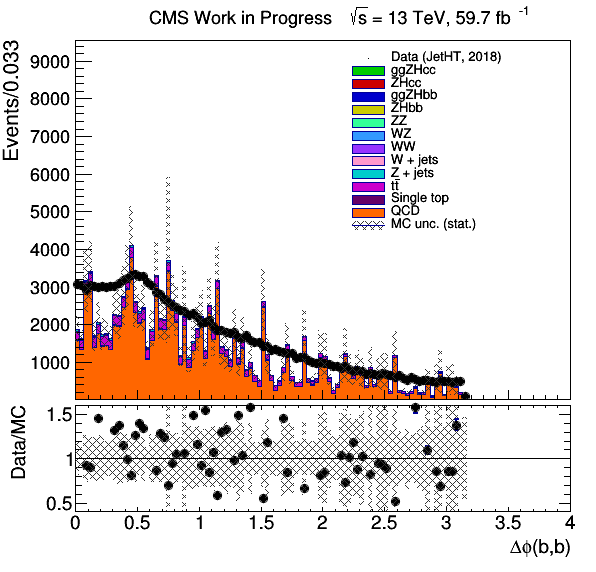 CMS Work in Progress √s = 13 TeV, 59.7 fb⁻¹
Events/0.033
9000
8000
7000
6000
5000
4000
3000
2000
1000
Data (JetHT, 2018)
ggZHcc
ZHcc
ggZHbb
ZHbb
ZZ
WZ
WW
W + jets
Z + jets
tt̄
Single top
QCD
MC unc. (stat.)
Data/MC
1.5
1
0.5
0 0.5 1 1.5 2 2.5 3 3.5 4
Δϕ(b,b)